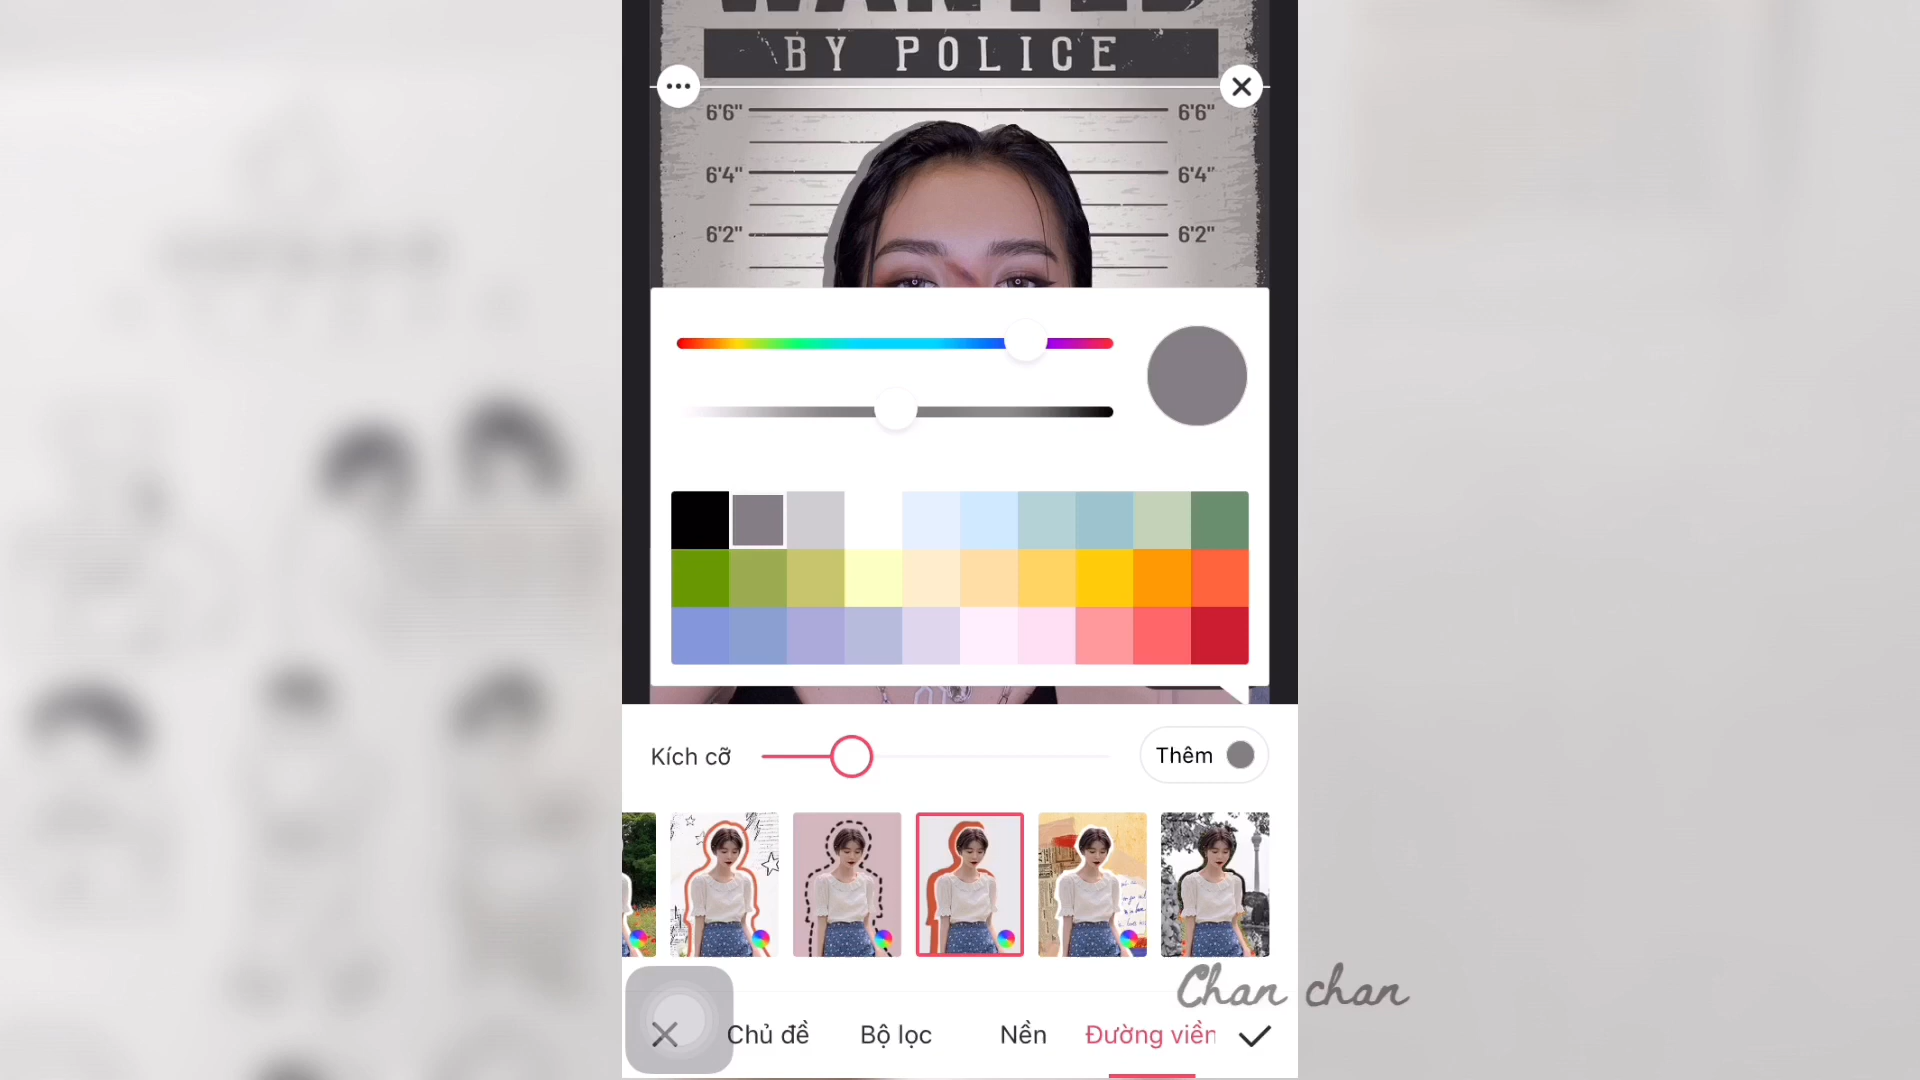 WANTED
BY POLICE
6'6" 6'6"
6'4" 6'4"
6'2" 6'2"
Kích cỡ
Thêm
Chan chan
Chủ đề Bộ lọc Nền Đường viền